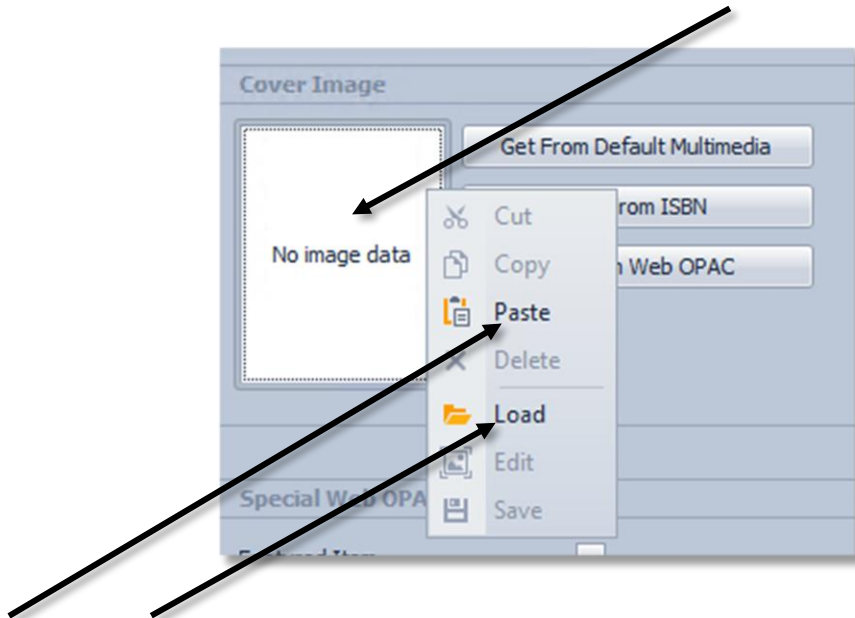 Cover Image
Get From Default Multimedia
No image data
rom ISBN
Web OPAC
Cut
Copy
Paste
Delete
Load
Edit
Save
Special Web OPA